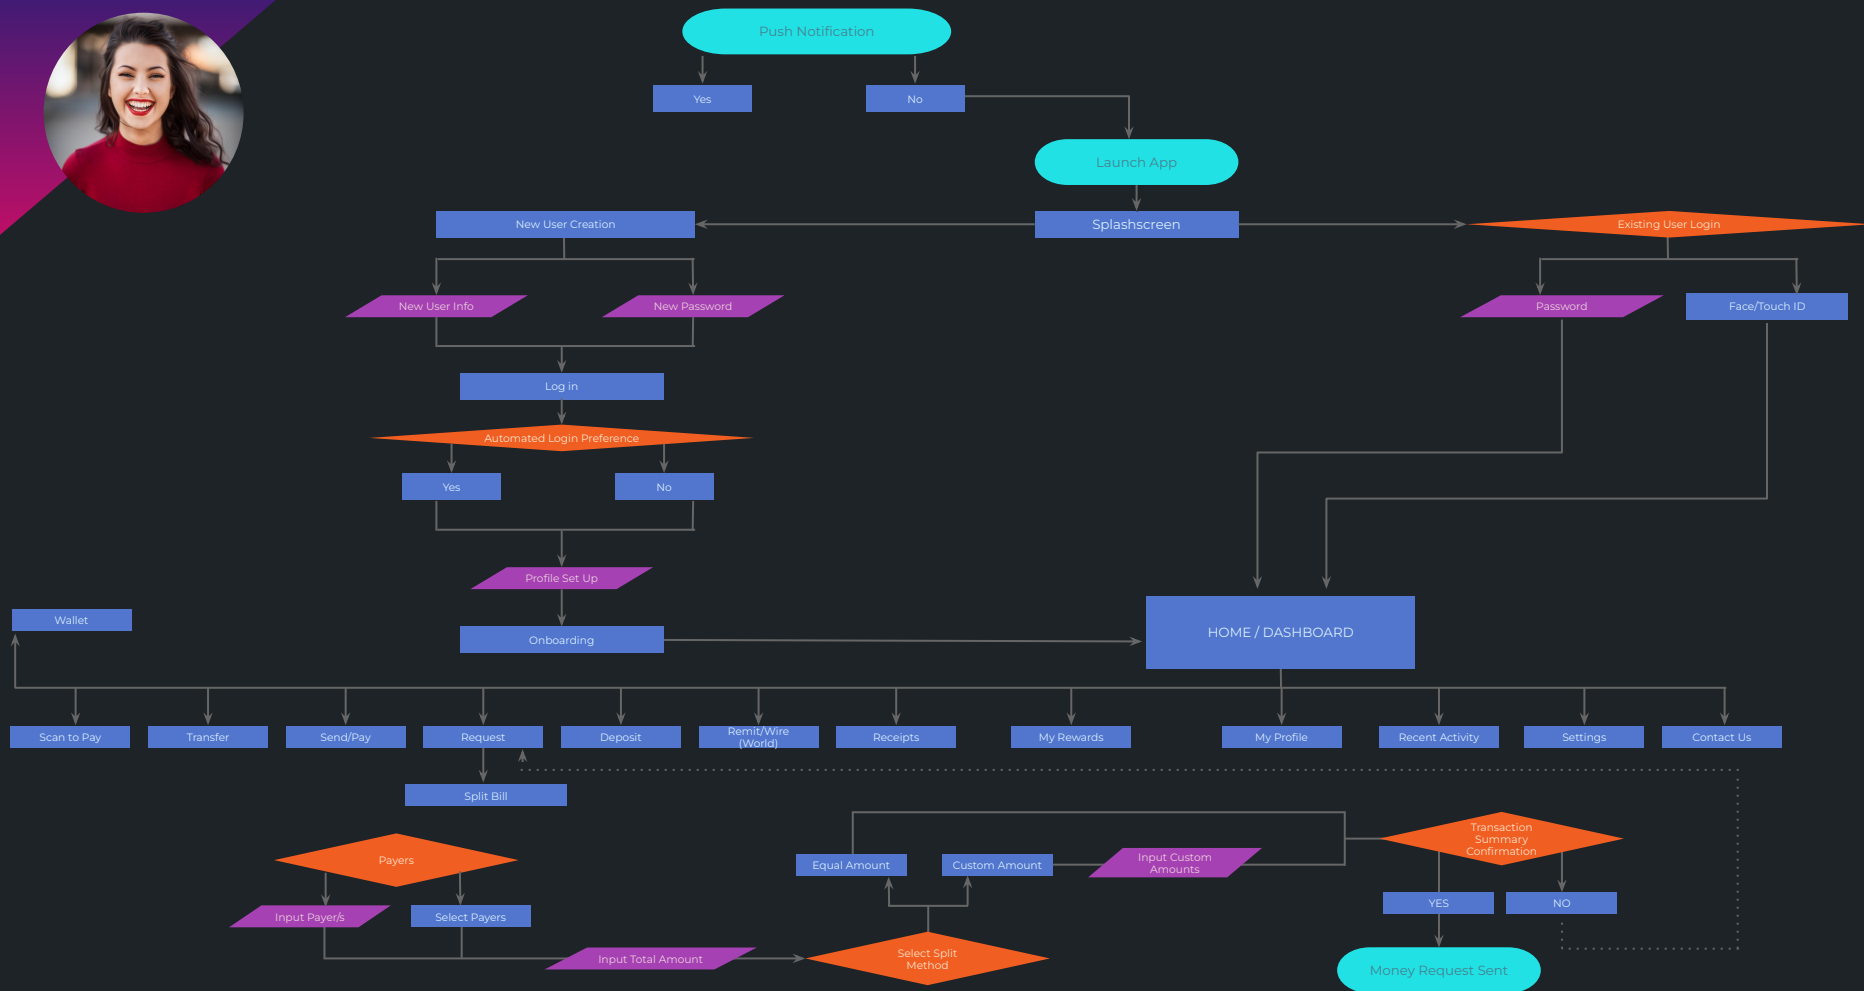 Push Notification
Yes
No
Launch App
New User Creation
Splashscreen
Existing User Login
New User Info
New Password
Password
Face/Touch ID
Log in
Automated Login Preference
Yes
No
Profile Set Up
Wallet
Onboarding
HOME / DASHBOARD
Scan to Pay
Transfer
Send/Pay
Request
Deposit
Remit/Wire
(World)
Receipts
My Rewards
My Profile
Recent Activity
Settings
Contact Us
Split Bill
Payers
Equal Amount
Custom Amount
Input Custom
Amounts
Transaction
Summary
Confirmation
Input Payer/s
Select Payers
YES
NO
Input Total Amount
Select Split
Method
Money Request Sent